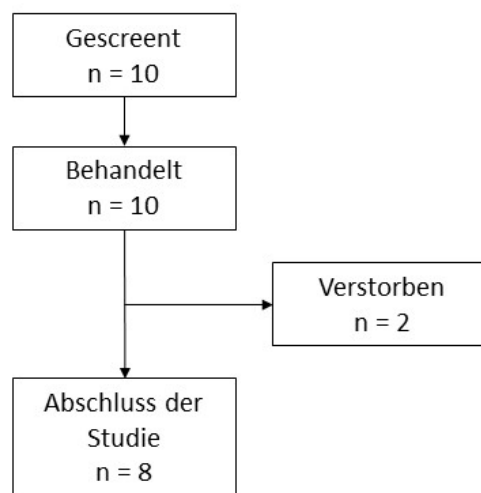 Gescreent
n = 10
Behandelt
n = 10
Verstorben
n = 2
Abschluss der
Studie
n = 8